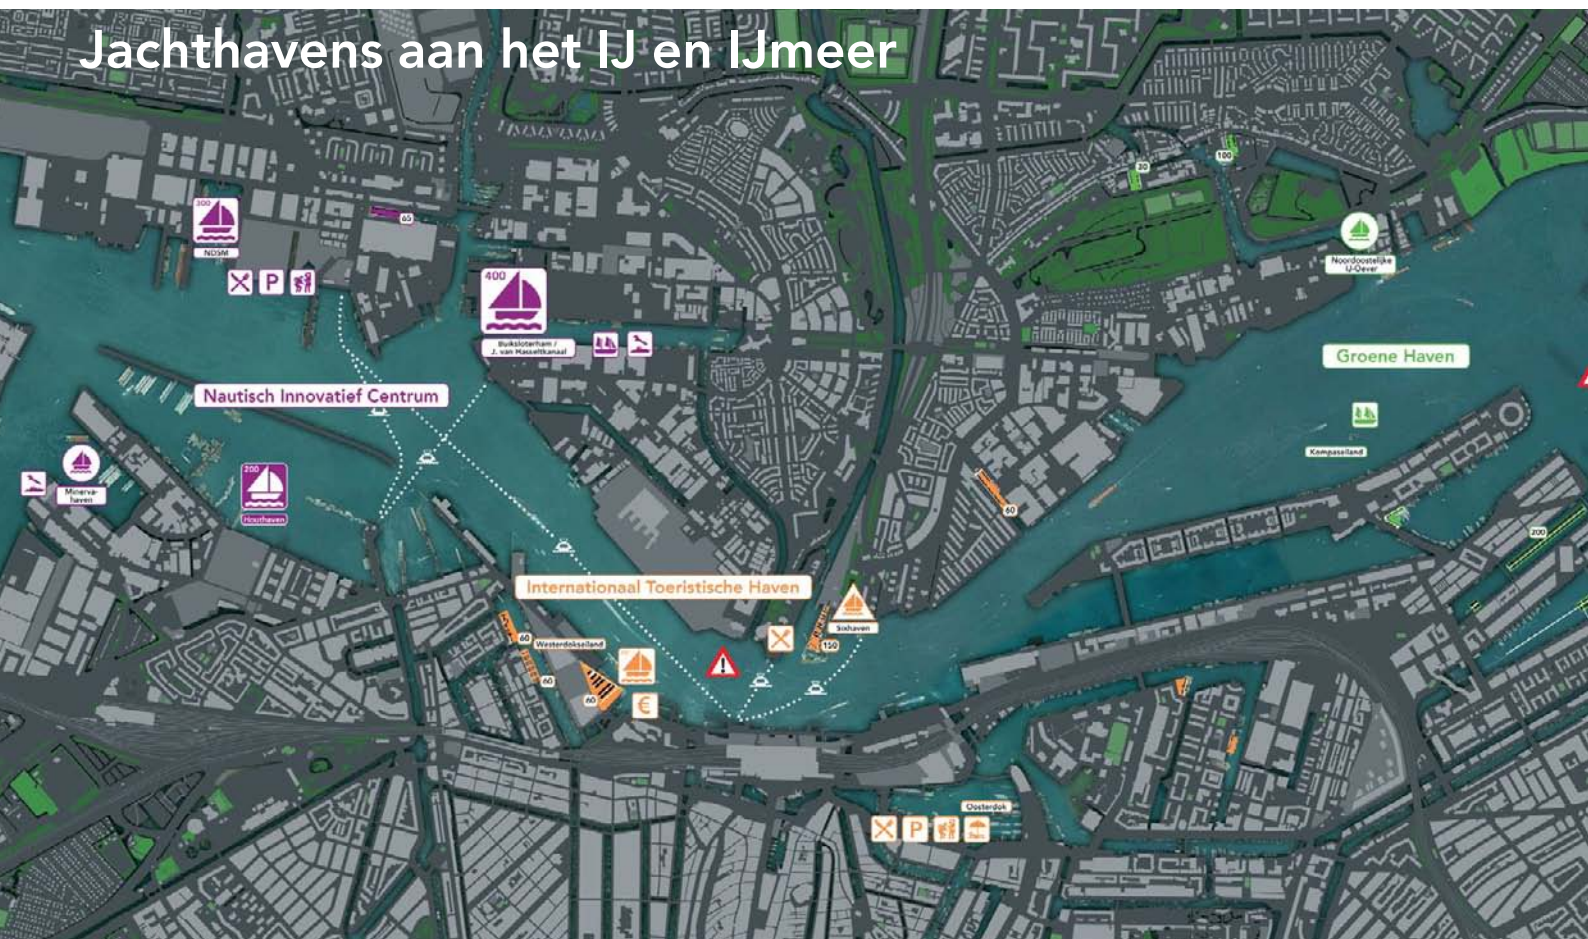 Jachthavens aan het IJ en IJmeer
30
100
300
NDSM
65
P
Noordoostelijke
IJ-Oever
400
Buiksloterham /
J. van Hasseltkanaal
Groene Haven
Nautisch Innovatief Centrum
Kompaseiland
Minerva-
haven
200
Houthaven
60
200
Internationaal Toeristische Haven
60
Westerdokseiland
Sixhaven
150
60
60
€
Oosterdok
P